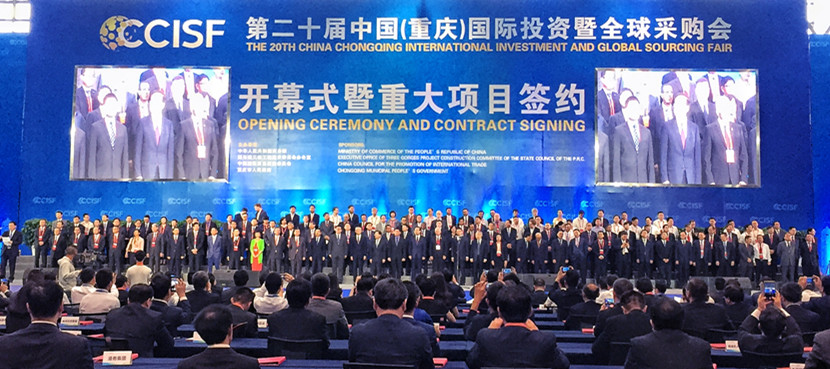 CCISF
第二十届中国(重庆)国际投资暨全球采购会
THE 20TH CHINA CHONGQING INTERNATIONAL INVESTMENT AND GLOBAL SOURCING FAIR
开幕式暨重大项目签约
OPENING CEREMONY AND CONTRACT SIGNING
SPONSORS:
MINISTRY OF COMMERCE OF THE PEOPLE'S REPUBLIC OF CHINA
EXECUTIVE OFFICE OF THREE GORGES PROJECT CONSTRUCTION COMMITTEE OF THE STATE COUNCIL OF THE P.R.C.
CHINA COUNCIL FOR THE PROMOTION OF INTERNATIONAL TRADE
CHONGQING MUNICIPAL PEOPLE'S GOVERNMENT
CCISF
CCISF